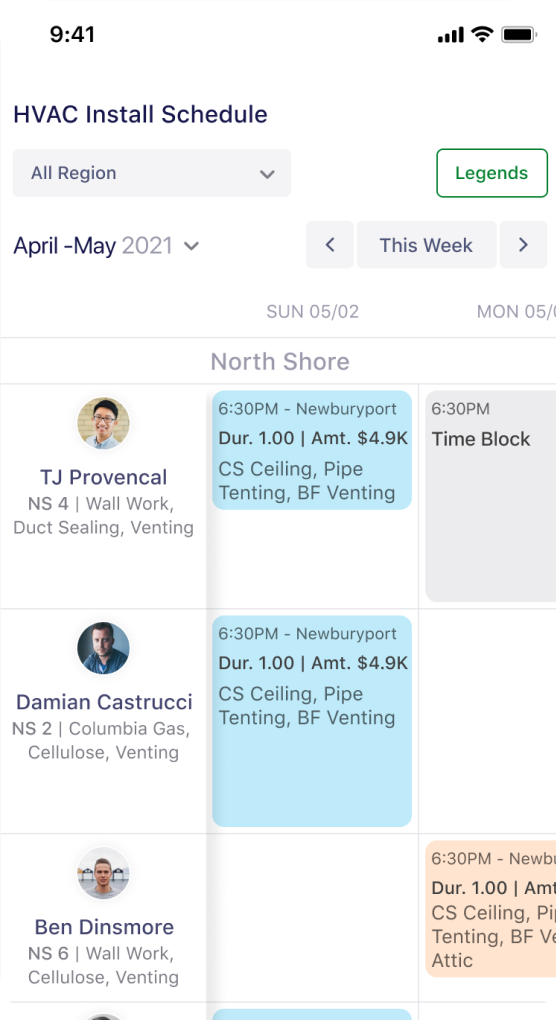 9:41
HVAC Install Schedule
All Region
Legends
April -May 2021
This Week
SUN 05/02
MON 05/0
North Shore
TJ Provencal
NS 4 | Wall Work,
Duct Sealing, Venting
6:30PM - Newburyport
Dur. 1.00 | Amt. $4.9K
CS Ceiling, Pipe
Tenting, BF Venting
6:30PM
Time Block
Damian Castrucci
NS 2 | Columbia Gas,
Cellulose, Venting
6:30PM - Newburyport
Dur. 1.00 | Amt. $4.9K
CS Ceiling, Pipe
Tenting, BF Venting
Ben Dinsmore
NS 6 | Wall Work,
Cellulose, Venting
6:30PM - Newbu
Dur. 1.00 | Amt
CS Ceiling, Pip
Tenting, BF Ve
Attic